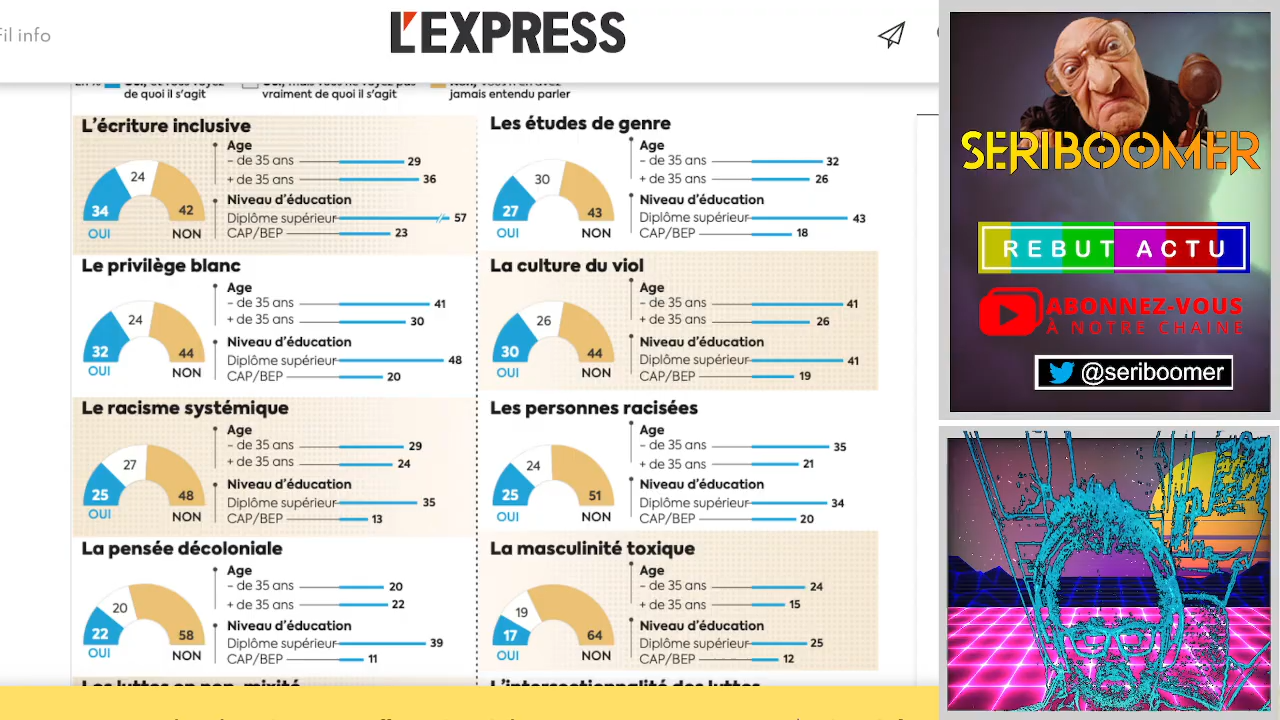 Fil info
L'EXPRESS
de quoi il s'agit
vraiment de quoi il s'agit
jamais entendu parler
L'écriture inclusive
34
24
42
OUI
NON
Age
- de 35 ans 29
+ de 35 ans 36
Niveau d'éducation
Diplôme supérieur 57
CAP/BEP 23
Les études de genre
27
30
43
OUI
NON
Age
- de 35 ans 32
+ de 35 ans 26
Niveau d'éducation
Diplôme supérieur 43
CAP/BEP 18
Le privilège blanc
32
24
44
OUI
NON
Age
- de 35 ans 41
+ de 35 ans 30
Niveau d'éducation
Diplôme supérieur 48
CAP/BEP 20
La culture du viol
30
26
44
OUI
NON
Age
- de 35 ans 41
+ de 35 ans 26
Niveau d'éducation
Diplôme supérieur 41
CAP/BEP 19
Le racisme systémique
25
27
48
OUI
NON
Age
- de 35 ans 29
+ de 35 ans 24
Niveau d'éducation
Diplôme supérieur 35
CAP/BEP 13
Les personnes racisées
25
24
51
OUI
NON
Age
- de 35 ans 35
+ de 35 ans 21
Niveau d'éducation
Diplôme supérieur 34
CAP/BEP 20
La pensée décoloniale
22
20
58
OUI
NON
Age
- de 35 ans 20
+ de 35 ans 22
Niveau d'éducation
Diplôme supérieur 39
CAP/BEP 11
La masculinité toxique
17
19
64
OUI
NON
Age
- de 35 ans 24
+ de 35 ans 15
Niveau d'éducation
Diplôme supérieur 25
CAP/BEP 12
Les luttes en non-mixité
L'intersectionnalité des luttes
SERIBOOMER
REBUT ACTU
ABONNEZ-VOUS
À NOTRE CHAINE
@seriboomer